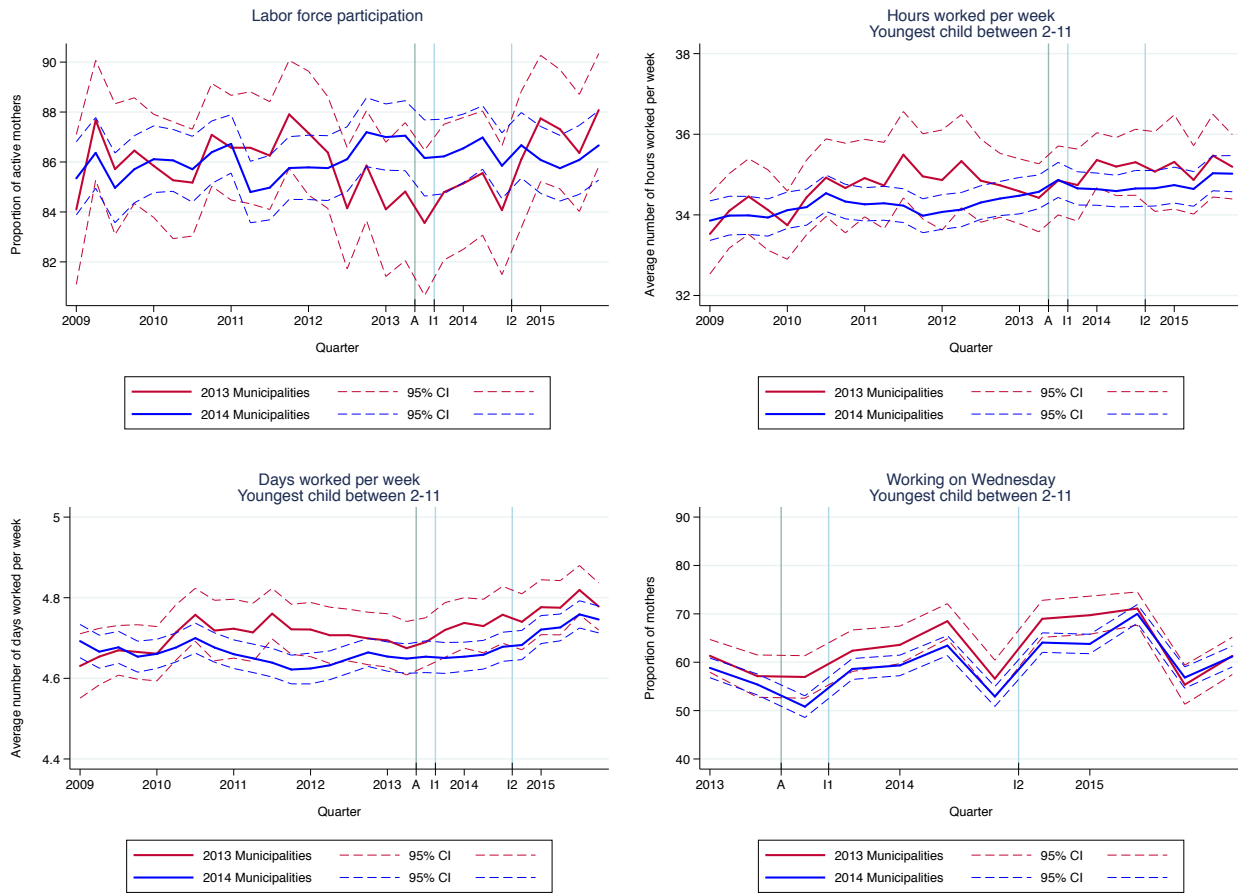 Labor force participation
Proportion of active mothers
90
88
86
84
82
2009 2010 2011 2012 2013 A I1 2014 I2 2015
Quarter
2013 Municipalities 95% CI
2014 Municipalities 95% CI
Hours worked per week
Youngest child between 2-11
Average number of hours worked per week
38
36
34
32
2009 2010 2011 2012 2013 A I1 2014 I2 2015
Quarter
2013 Municipalities 95% CI
2014 Municipalities 95% CI
Days worked per week
Youngest child between 2-11
Average number of days worked per week
5
4.8
4.6
4.4
2009 2010 2011 2012 2013 A I1 2014 I2 2015
Quarter
2013 Municipalities 95% CI
2014 Municipalities 95% CI
Working on Wednesday
Youngest child between 2-11
Proportion of mothers
90
80
70
60
50
40
2013 A I1 2014 I2 2015
Quarter
2013 Municipalities 95% CI
2014 Municipalities 95% CI